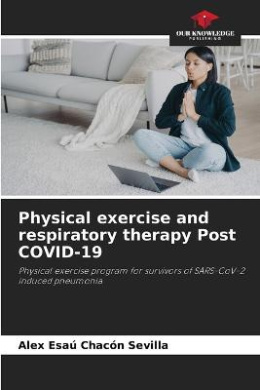 OUR KNOWLEDGE
PUBLISHING
Physical exercise and
respiratory therapy Post
COVID-19
Physical exercise program for survivors of SARS-CoV-2
induced pneumonia
Alex Esaú Chacón Sevilla